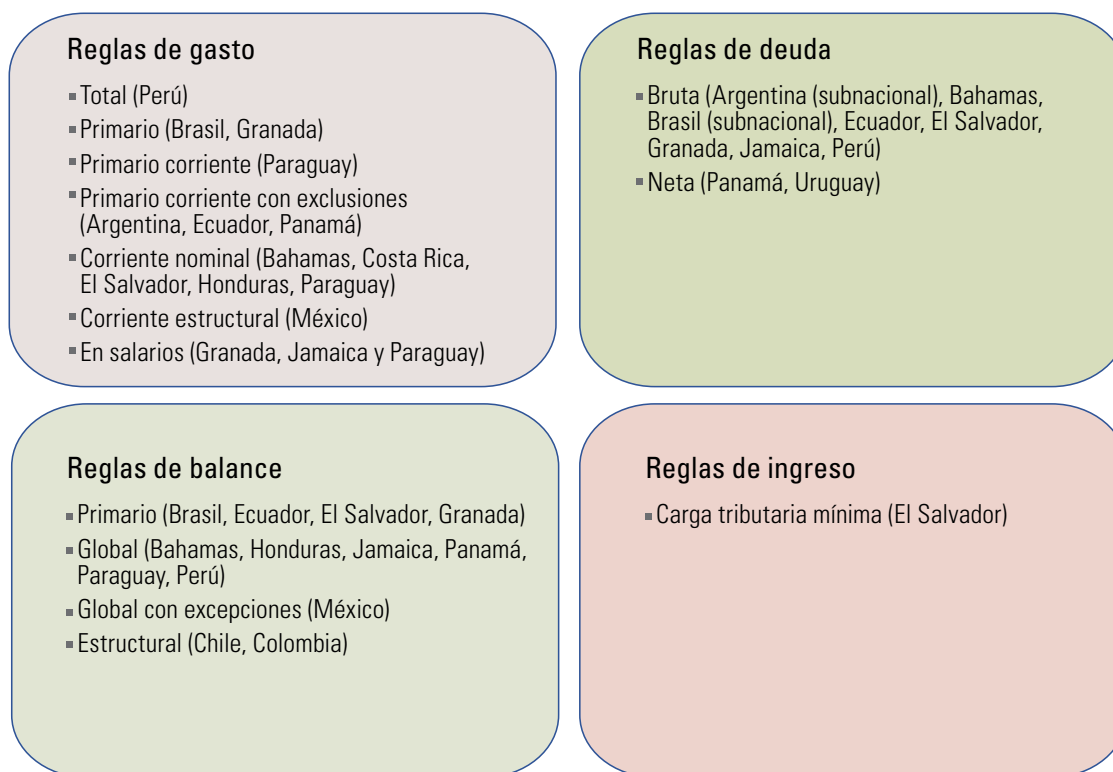 Reglas de gasto
▪ Total (Perú)
▪ Primario (Brasil, Granada)
▪ Primario corriente (Paraguay)
▪ Primario corriente con exclusiones
(Argentina, Ecuador, Panamá)
▪ Corriente nominal (Bahamas, Costa Rica,
El Salvador, Honduras, Paraguay)
▪ Corriente estructural (México)
▪ En salarios (Granada, Jamaica y Paraguay)
Reglas de deuda
▪ Bruta (Argentina (subnacional), Bahamas,
Brasil (subnacional), Ecuador, El Salvador,
Granada, Jamaica, Perú)
▪ Neta (Panamá, Uruguay)
Reglas de balance
▪ Primario (Brasil, Ecuador, El Salvador, Granada)
▪ Global (Bahamas, Honduras, Jamaica, Panamá,
Paraguay, Perú)
▪ Global con excepciones (México)
▪ Estructural (Chile, Colombia)
Reglas de ingreso
▪ Carga tributaria mínima (El Salvador)